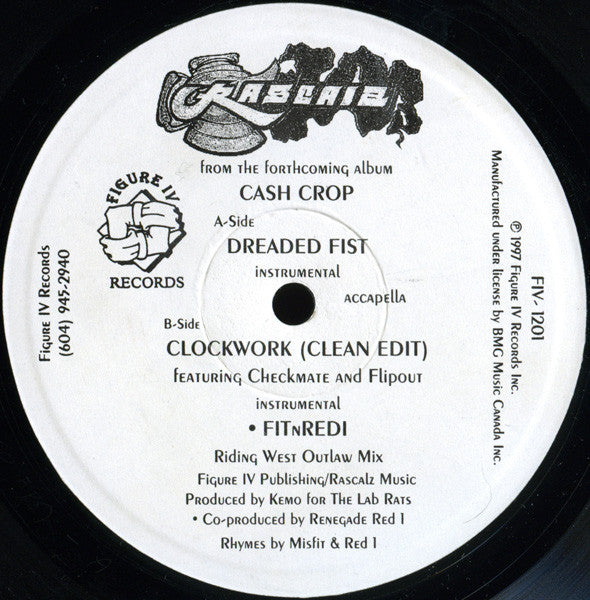 RASCALZ
FROM THE FORTHCOMING ALBUM
CASH CROP
A-Side
DREADED FIST
INSTRUMENTAL
ACCAPELLA
B-Side
CLOCKWORK (CLEAN EDIT)
FEATURING CHECKMATE AND FLIPOUT
INSTRUMENTAL
• FITNREDI
RIDING WEST OUTLAW MIX
FIGURE IV PUBLISHING/RASCALZ MUSIC
PRODUCED BY KEMO FOR THE LAB RATS
• CO-PRODUCED BY RENEGADE RED 1
RHYMES BY MISFIT & RED 1
FIGURE IV
RECORDS
FIGURE IV RECORDS
(604) 945-2940
FIV- 1201
℗ 1997 FIGURE IV RECORDS INC.
MANUFACTURED UNDER LICENSE BY BMG MUSIC CANADA INC.